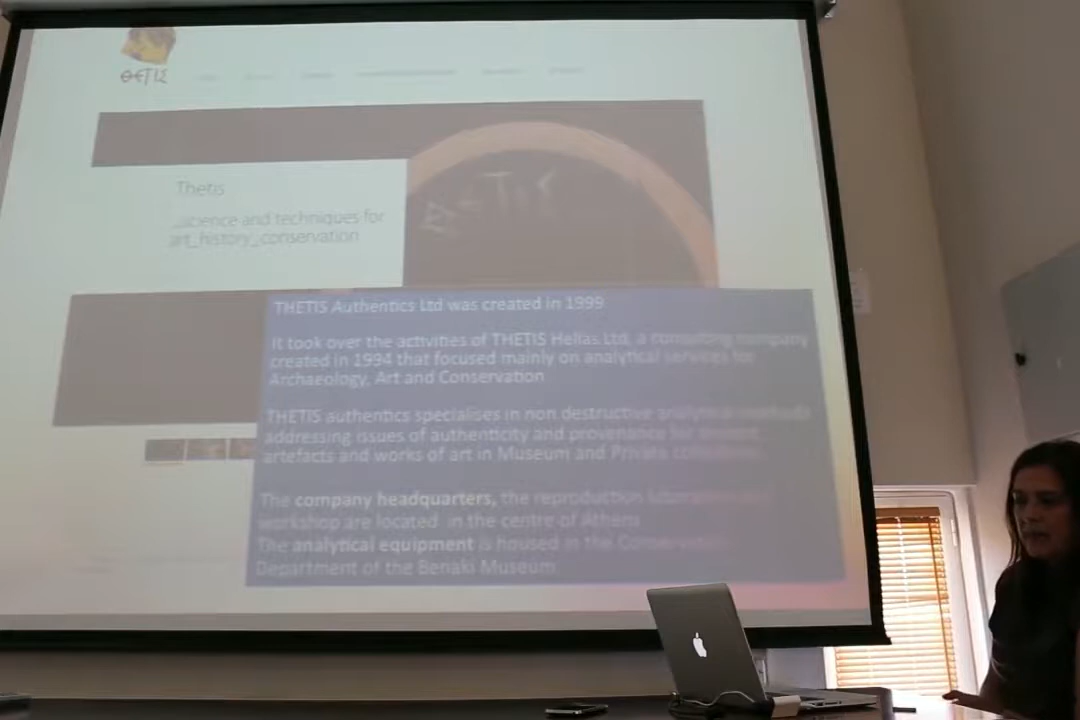 ΘΕΤΙΣ
Thetis
_science and techniques for
art_history_conservation
THETIS Authentics Ltd was created in 1999
It took over the activities of THETIS Hellas Ltd, a consulting company
created in 1994 that focused mainly on analytical services for
Archaeology, Art and Conservation
THETIS authentics specialises in non destructive analytical methods
addressing issues of authenticity and provenance for
artefacts and works of art in Museum and Private
The company headquarters, the reproduction
workshop are located in the centre of Athens
The analytical equipment is housed in the Conservation
Department of the Benaki Museum